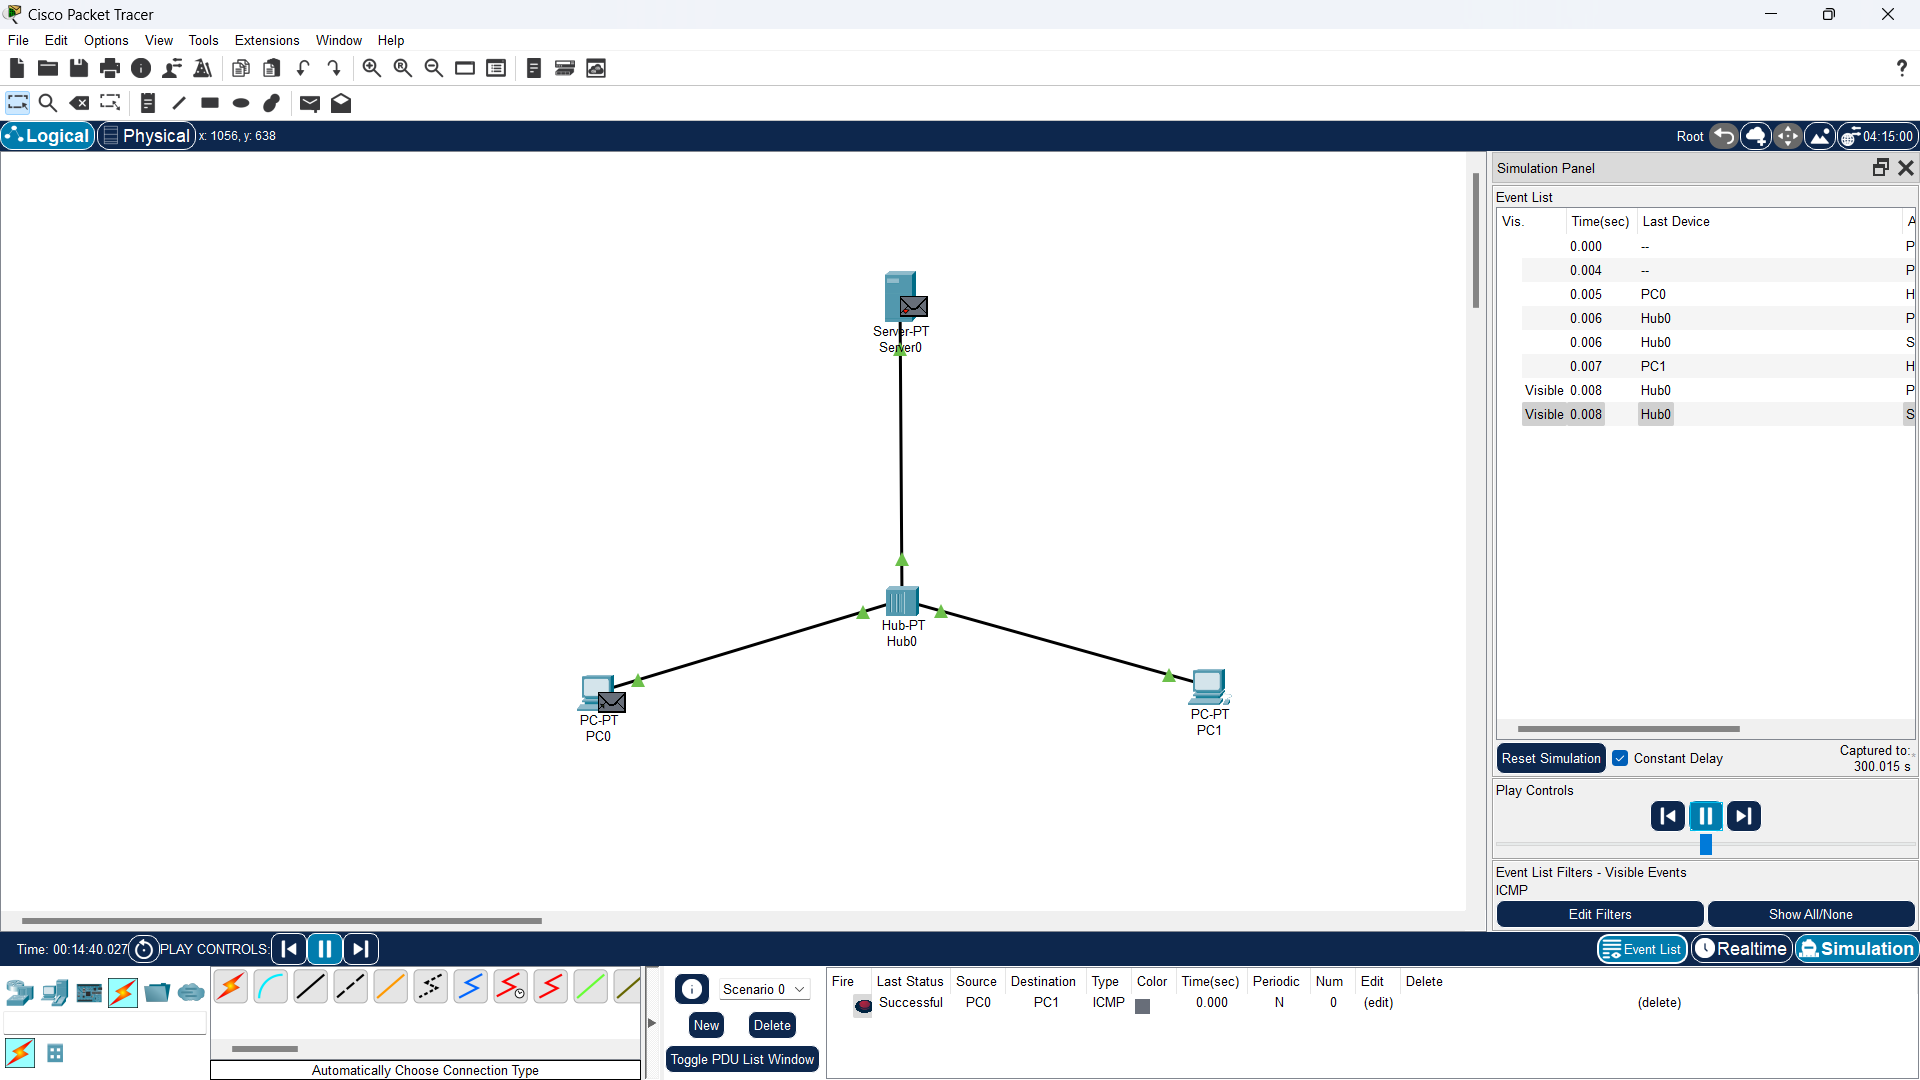 Cisco Packet Tracer
File Edit Options View Tools Extensions Window Help
?
Logical Physical x: 1056, y: 638 Root 04:15:00
Simulation Panel
Event List
Vis. Time(sec) Last Device A
0.000 -- P
0.004 -- P
0.005 PC0 H
0.006 Hub0 P
0.006 Hub0 S
0.007 PC1 H
Visible 0.008 Hub0 P
Visible 0.008 Hub0 S
Server-PT
Server0
Hub-PT
Hub0
PC-PT
PC0
PC-PT
PC1
Reset Simulation Constant Delay Captured to:
300.015 s
Play Controls
Event List Filters - Visible Events
ICMP
Edit Filters Show All/None
Time: 00:14:40.027 PLAY CONTROLS: Event List Realtime Simulation
Scenario 0
New Delete
Toggle PDU List Window
Fire Last Status Source Destination Type Color Time(sec) Periodic Num Edit Delete
Successful PC0 PC1 ICMP 0.000 N 0 (edit) (delete)
Automatically Choose Connection Type